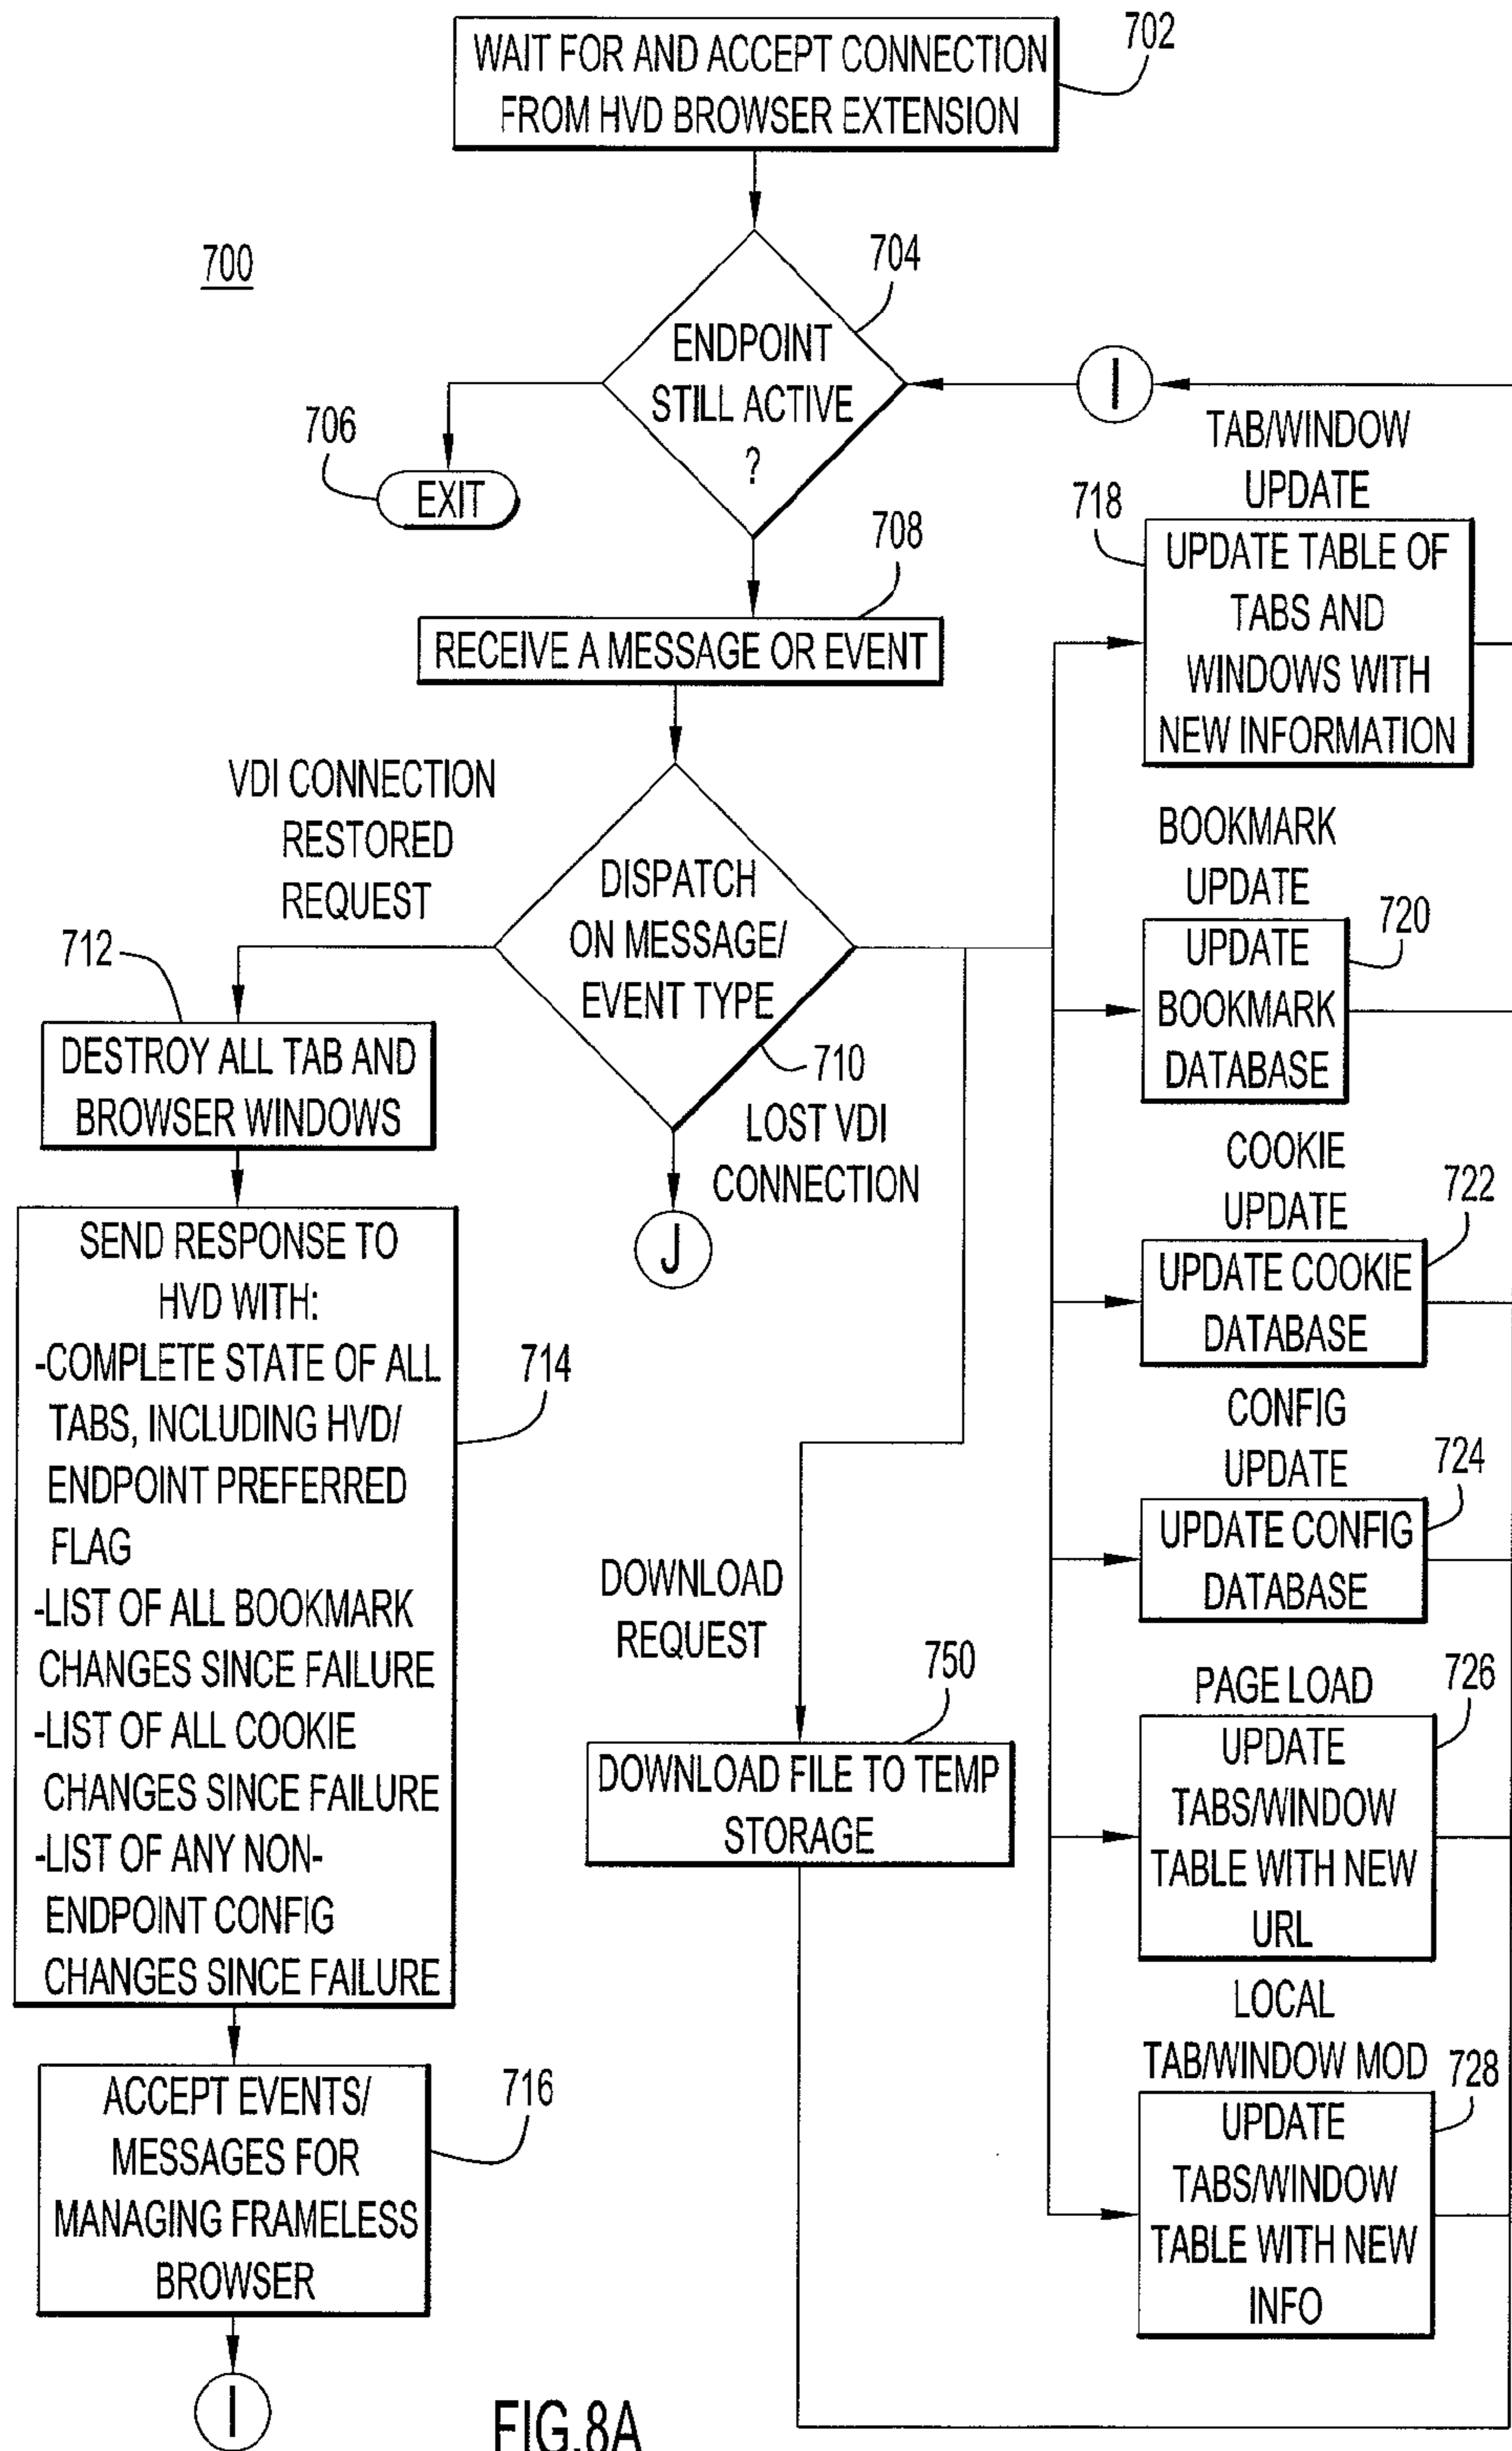 702
WAIT FOR AND ACCEPT CONNECTION
FROM HVD BROWSER EXTENSION
700
704
ENDPOINT
STILL ACTIVE
?
I
706
EXIT
708
RECEIVE A MESSAGE OR EVENT
VDI CONNECTION
RESTORED
REQUEST
DISPATCH
ON MESSAGE/
EVENT TYPE
710
LOST VDI
CONNECTION
J
712
DESTROY ALL TAB AND
BROWSER WINDOWS
SEND RESPONSE TO
HVD WITH:
-COMPLETE STATE OF ALL
TABS, INCLUDING HVD/
ENDPOINT PREFERRED
FLAG
-LIST OF ALL BOOKMARK
CHANGES SINCE FAILURE
-LIST OF ALL COOKIE
CHANGES SINCE FAILURE
-LIST OF ANY NON-
ENDPOINT CONFIG
CHANGES SINCE FAILURE
714
ACCEPT EVENTS/
MESSAGES FOR
MANAGING FRAMELESS
BROWSER
716
I
DOWNLOAD
REQUEST
750
DOWNLOAD FILE TO TEMP
STORAGE
TAB/WINDOW
UPDATE
718
UPDATE TABLE OF
TABS AND
WINDOWS WITH
NEW INFORMATION
BOOKMARK
UPDATE
720
UPDATE
BOOKMARK
DATABASE
COOKIE
UPDATE
722
UPDATE COOKIE
DATABASE
CONFIG
UPDATE
724
UPDATE CONFIG
DATABASE
PAGE LOAD
726
UPDATE
TABS/WINDOW
TABLE WITH NEW
URL
LOCAL
TAB/WINDOW MOD
728
UPDATE
TABS/WINDOW
TABLE WITH NEW
INFO
FIG.8A